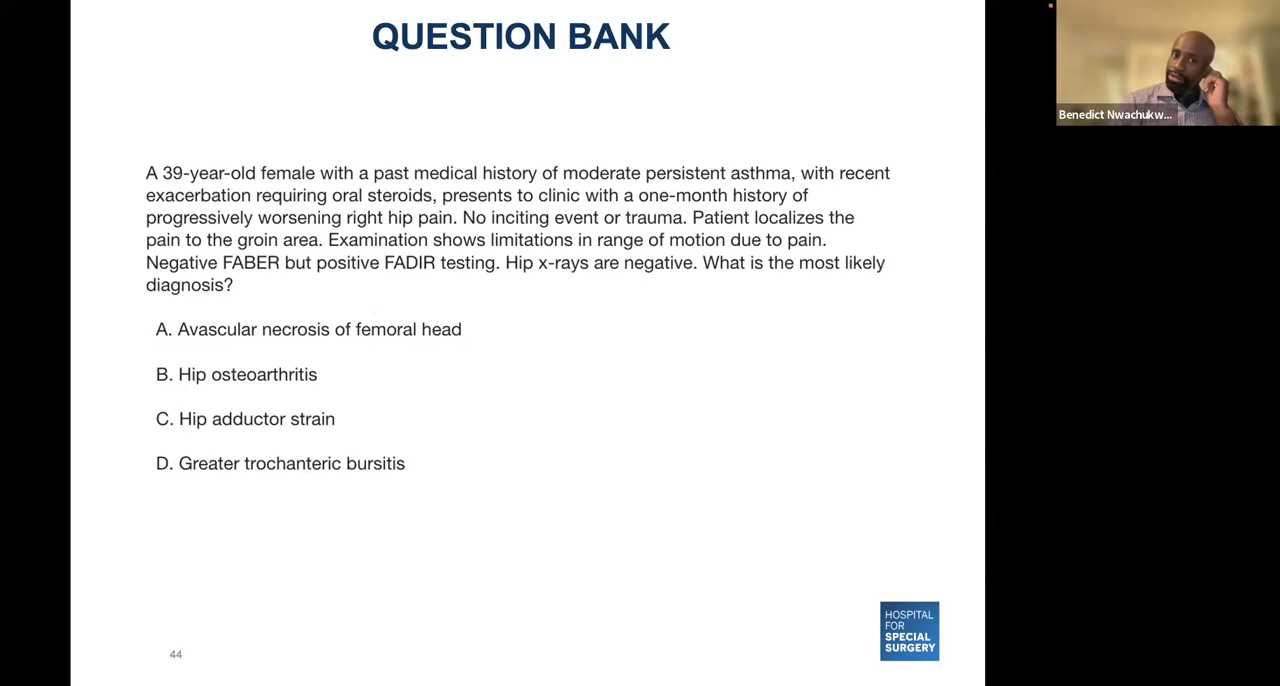 QUESTION BANK
Benedict Nwachukw...
A 39-year-old female with a past medical history of moderate persistent asthma, with recent
exacerbation requiring oral steroids, presents to clinic with a one-month history of
progressively worsening right hip pain. No inciting event or trauma. Patient localizes the
pain to the groin area. Examination shows limitations in range of motion due to pain.
Negative FABER but positive FADIR testing. Hip x-rays are negative. What is the most likely
diagnosis?
A. Avascular necrosis of femoral head
B. Hip osteoarthritis
C. Hip adductor strain
D. Greater trochanteric bursitis
HOSPITAL
FOR
SPECIAL
SURGERY
44